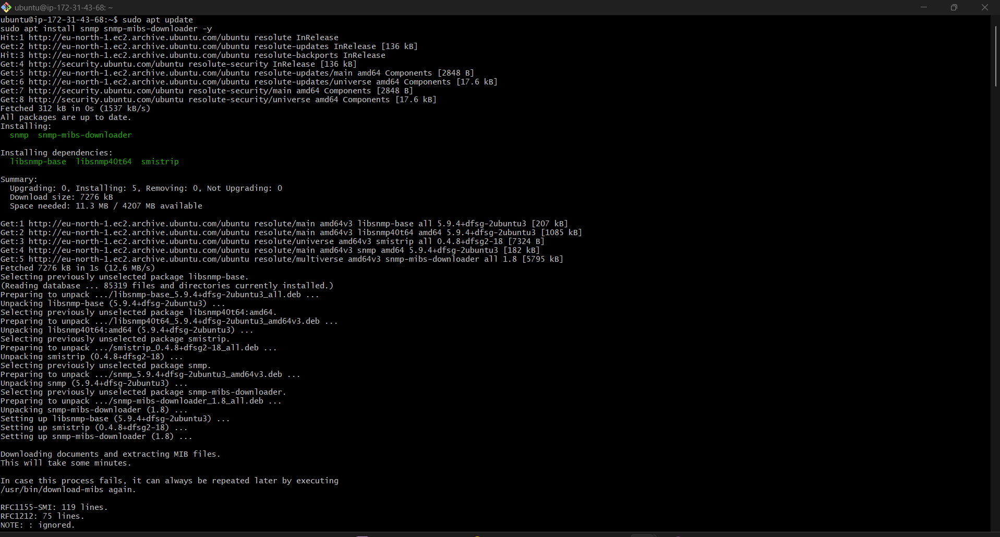 ubuntu@ip-172-31-43-68: ~
ubuntu@ip-172-31-43-68:~$ sudo apt update
sudo apt install snmp snmp-mibs-downloader -y
Hit:1 http://eu-north-1.ec2.archive.ubuntu.com/ubuntu resolute InRelease
Get:2 http://eu-north-1.ec2.archive.ubuntu.com/ubuntu resolute-updates InRelease [136 kB]
Hit:3 http://eu-north-1.ec2.archive.ubuntu.com/ubuntu resolute-backports InRelease
Get:4 http://security.ubuntu.com/ubuntu resolute-security InRelease [136 kB]
Get:5 http://eu-north-1.ec2.archive.ubuntu.com/ubuntu resolute-updates/main amd64 Components [2848 B]
Get:6 http://eu-north-1.ec2.archive.ubuntu.com/ubuntu resolute-updates/universe amd64 Components [17.6 kB]
Get:7 http://security.ubuntu.com/ubuntu resolute-security/main amd64 Components [2848 B]
Get:8 http://security.ubuntu.com/ubuntu resolute-security/universe amd64 Components [17.6 kB]
Fetched 312 kB in 0s (1537 kB/s)
All packages are up to date.
Installing:
  snmp  snmp-mibs-downloader

Installing dependencies:
  libsnmp-base  libsnmp40t64  smistrip

Summary:
  Upgrading: 0, Installing: 5, Removing: 0, Not Upgrading: 0
  Download size: 7276 kB
  Space needed: 11.3 MB / 4207 MB available

Get:1 http://eu-north-1.ec2.archive.ubuntu.com/ubuntu resolute/main amd64v3 libsnmp-base all 5.9.4+dfsg-2ubuntu3 [207 kB]
Get:2 http://eu-north-1.ec2.archive.ubuntu.com/ubuntu resolute/main amd64v3 libsnmp40t64 amd64 5.9.4+dfsg-2ubuntu3 [1085 kB]
Get:3 http://eu-north-1.ec2.archive.ubuntu.com/ubuntu resolute/universe amd64v3 smistrip all 0.4.8+dfsg2-18 [7324 B]
Get:4 http://eu-north-1.ec2.archive.ubuntu.com/ubuntu resolute/main amd64v3 snmp amd64 5.9.4+dfsg-2ubuntu3 [182 kB]
Get:5 http://eu-north-1.ec2.archive.ubuntu.com/ubuntu resolute/multiverse amd64v3 snmp-mibs-downloader all 1.8 [5795 kB]
Fetched 7276 kB in 1s (12.6 MB/s)
Selecting previously unselected package libsnmp-base.
(Reading database ... 85319 files and directories currently installed.)
Preparing to unpack .../libsnmp-base_5.9.4+dfsg-2ubuntu3_all.deb ...
Unpacking libsnmp-base (5.9.4+dfsg-2ubuntu3) ...
Selecting previously unselected package libsnmp40t64:amd64.
Preparing to unpack .../libsnmp40t64_5.9.4+dfsg-2ubuntu3_amd64v3.deb ...
Unpacking libsnmp40t64:amd64 (5.9.4+dfsg-2ubuntu3) ...
Selecting previously unselected package smistrip.
Preparing to unpack .../smistrip_0.4.8+dfsg2-18_all.deb ...
Unpacking smistrip (0.4.8+dfsg2-18) ...
Selecting previously unselected package snmp.
Preparing to unpack .../snmp_5.9.4+dfsg-2ubuntu3_amd64v3.deb ...
Unpacking snmp (5.9.4+dfsg-2ubuntu3) ...
Selecting previously unselected package snmp-mibs-downloader.
Preparing to unpack .../snmp-mibs-downloader_1.8_all.deb ...
Unpacking snmp-mibs-downloader (1.8) ...
Setting up libsnmp-base (5.9.4+dfsg-2ubuntu3) ...
Setting up smistrip (0.4.8+dfsg2-18) ...
Setting up snmp-mibs-downloader (1.8) ...

Downloading documents and extracting MIB files.
This will take some minutes.

In case this process fails, it can always be repeated later by executing
/usr/bin/download-mibs again.

RFC1155-SMI: 119 lines.
RFC1212: 75 lines.
NOTE: : ignored.